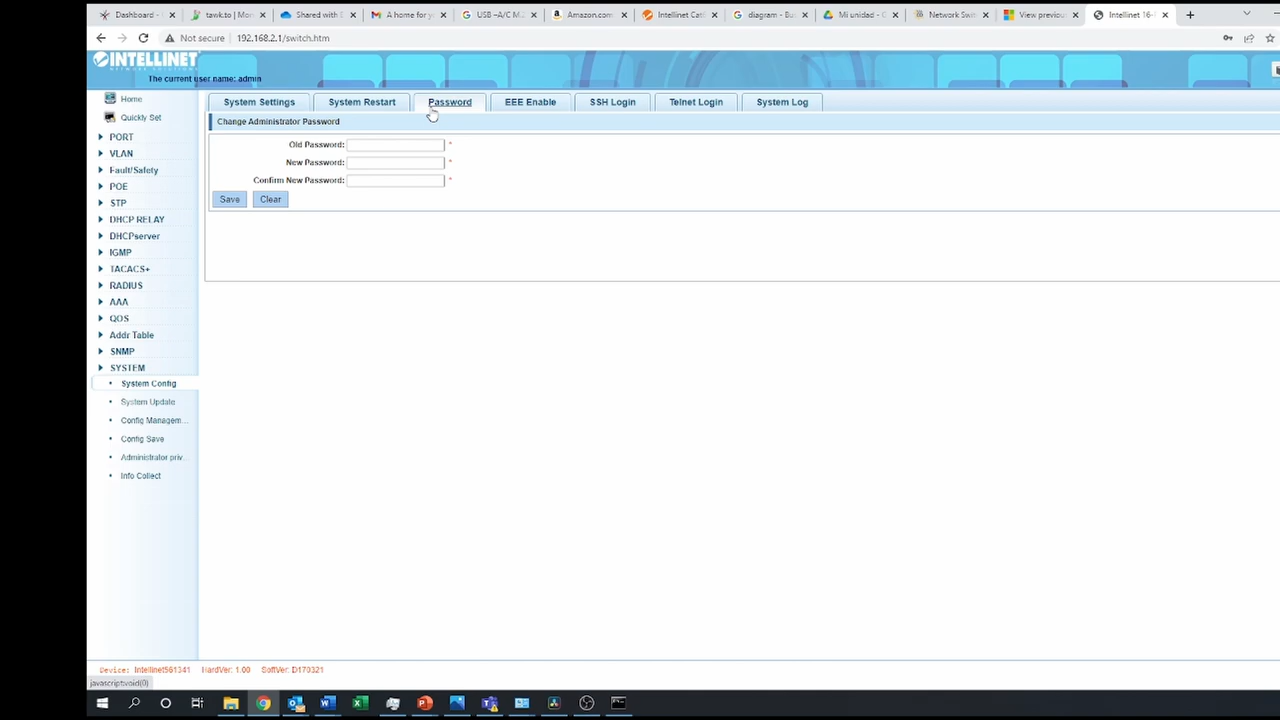 Dashboard -
tawk.to | Mon
Shared with
A home for y
USB –A/C M
Amazon.com
Intellinet Cat
diagram - Bu
Mi unidad - G
Network Swit
View previou
Intellinet 16-
Not secure
192.168.2.1/switch.htm
INTELLINET
NETWORK SOLUTIONS
The current user name: admin
Home
Quickly Set
PORT
VLAN
Fault/Safety
POE
STP
DHCP RELAY
DHCPserver
IGMP
TACACS+
RADIUS
AAA
QOS
Addr Table
SNMP
SYSTEM
System Config
System Update
Config Managem...
Config Save
Administrator priv..
Info Collect
System Settings
System Restart
Password
EEE Enable
SSH Login
Telnet Login
System Log
Change Administrator Password
Old Password: *
New Password: *
Confirm New Password: *
Save
Clear
Device: Intellinet561341 HardVer: 1.00 SoftVer: D170321
javascript:void(0)